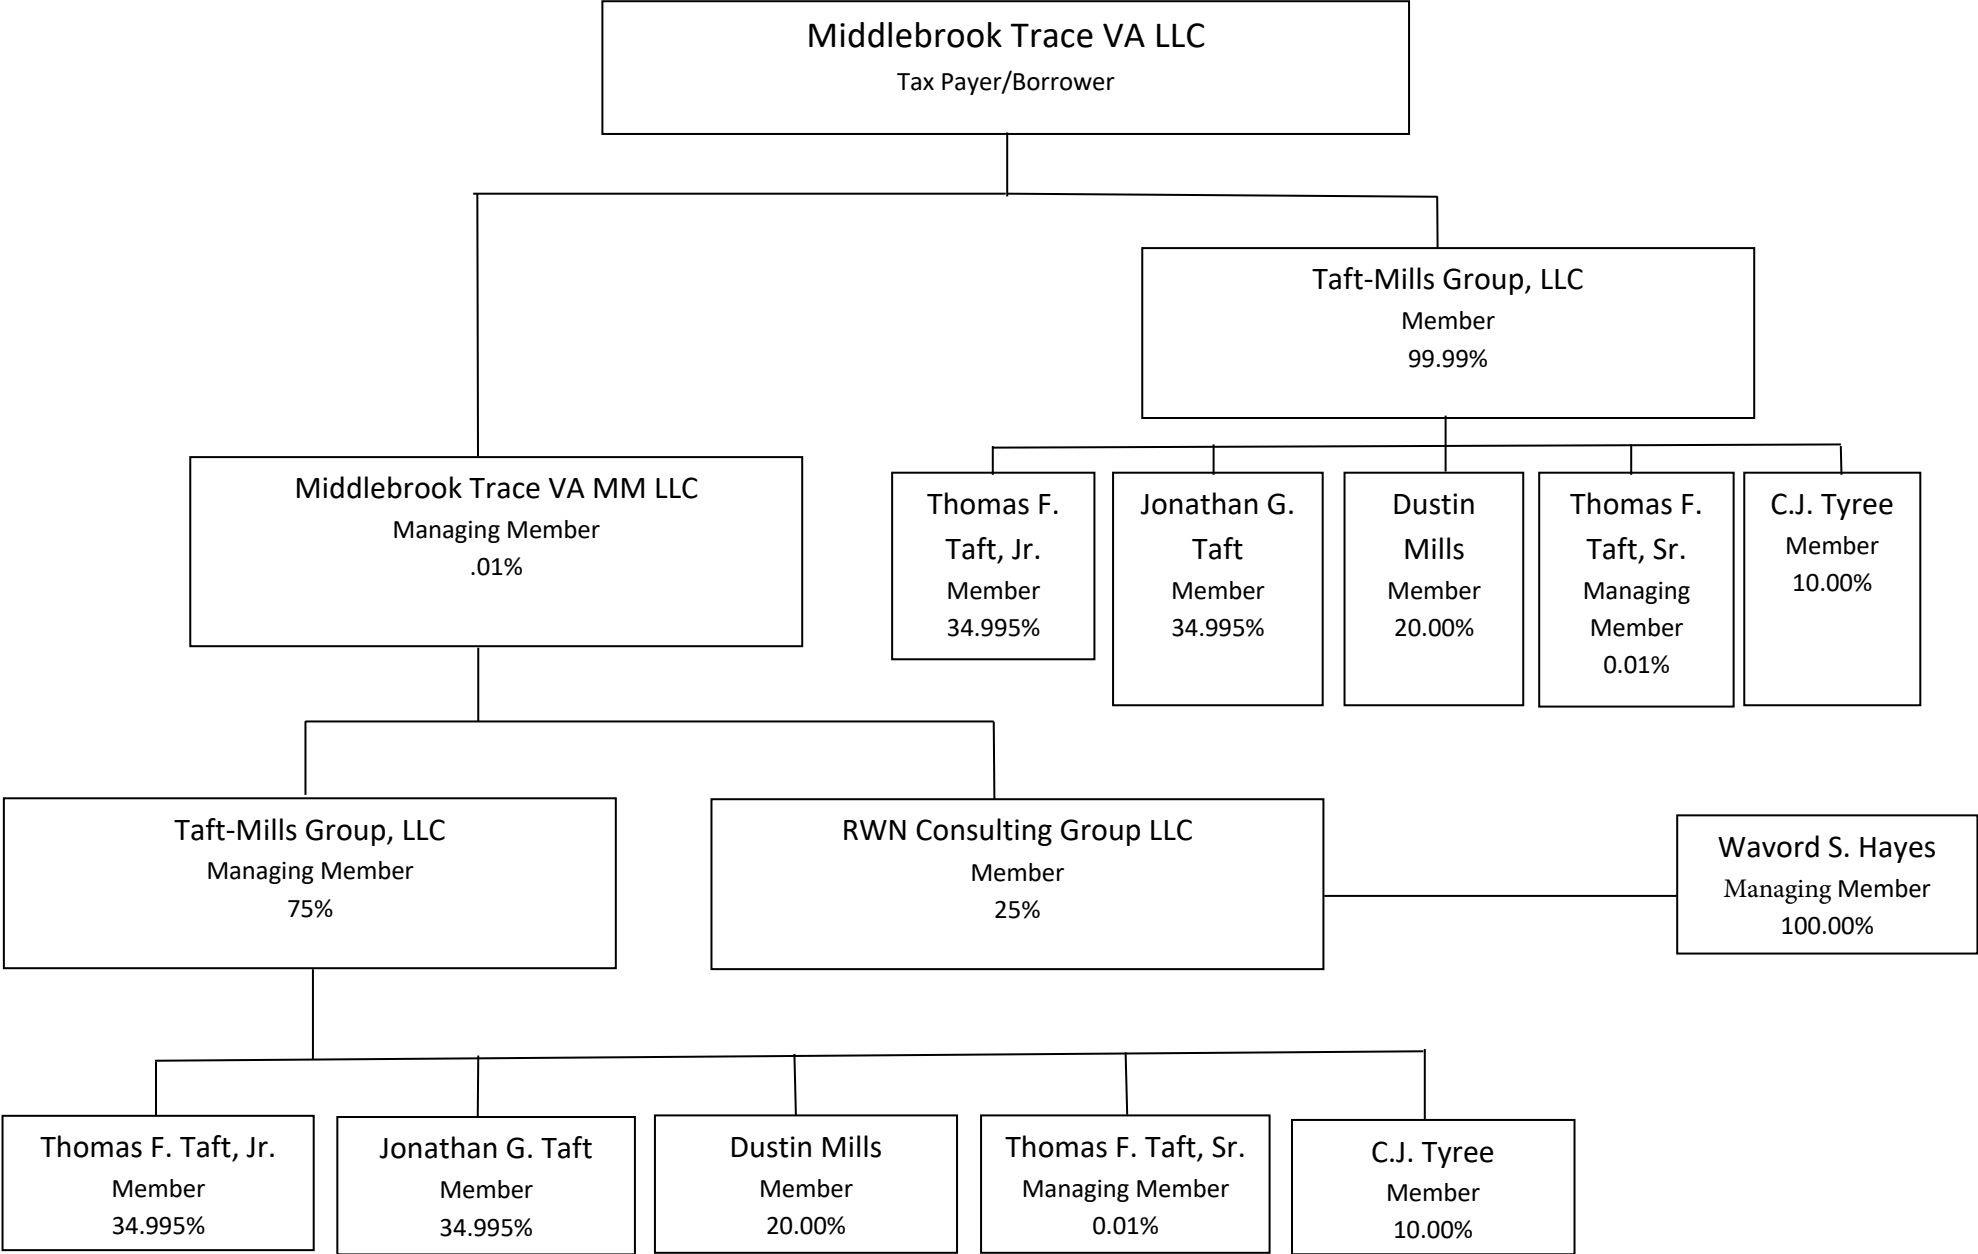 Middlebrook Trace VA LLC
Tax Payer/Borrower
Taft-Mills Group, LLC
Member
99.99%
Middlebrook Trace VA MM LLC
Managing Member
.01%
Thomas F.
Taft, Jr.
Member
34.995%
Jonathan G.
Taft
Member
34.995%
Dustin
Mills
Member
20.00%
Thomas F.
Taft, Sr.
Managing
Member
0.01%
C.J. Tyree
Member
10.00%
Taft-Mills Group, LLC
Managing Member
75%
RWN Consulting Group LLC
Member
25%
Wavord S. Hayes
Managing Member
100.00%
Thomas F. Taft, Jr.
Member
34.995%
Jonathan G. Taft
Member
34.995%
Dustin Mills
Member
20.00%
Thomas F. Taft, Sr.
Managing Member
0.01%
C.J. Tyree
Member
10.00%